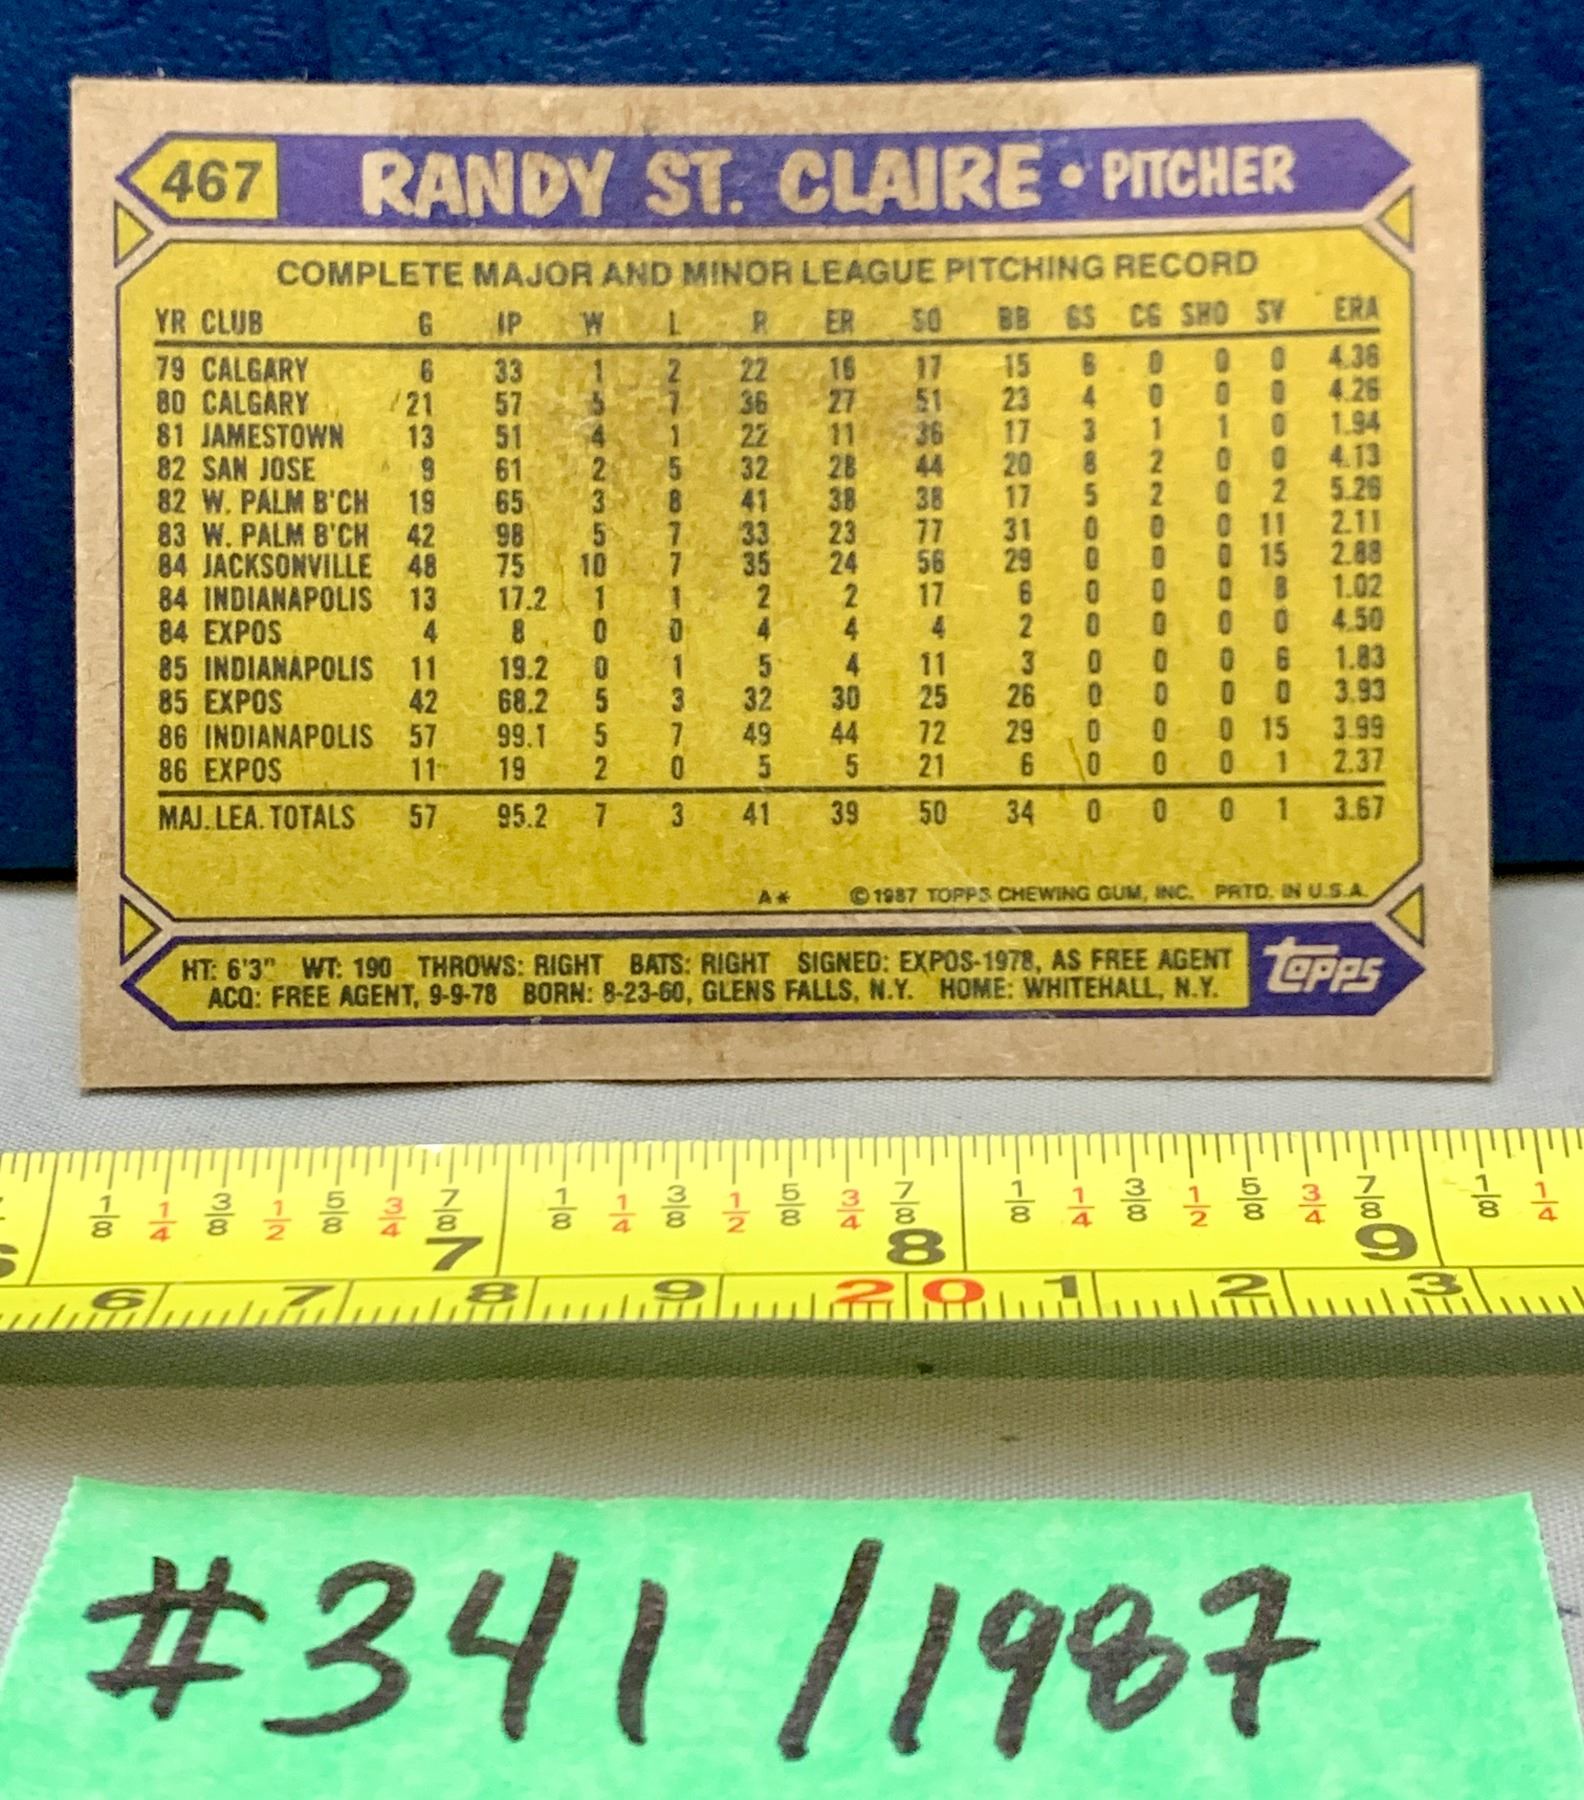 467 RANDY ST. CLAIRE • PITCHER
COMPLETE MAJOR AND MINOR LEAGUE PITCHING RECORD
YR CLUB G IP W L R ER SO BB GS CG SHO SV ERA
79 CALGARY 6 33 1 2 22 16 17 15 6 0 0 0 4.36
80 CALGARY 21 57 5 7 36 27 51 23 4 0 0 0 4.26
81 JAMESTOWN 13 51 4 1 22 11 36 17 3 1 1 0 1.94
82 SAN JOSE 9 61 2 5 32 28 44 20 8 2 0 0 4.13
82 W. PALM B'CH 19 65 3 8 41 38 38 17 5 2 0 2 5.26
83 W. PALM B'CH 42 98 5 7 33 23 77 31 0 0 0 11 2.11
84 JACKSONVILLE 48 75 10 7 35 24 56 29 0 0 0 15 2.88
84 INDIANAPOLIS 13 17.2 1 1 2 2 17 6 0 0 0 8 1.02
84 EXPOS 4 8 0 0 4 4 4 2 0 0 0 0 4.50
85 INDIANAPOLIS 11 19.2 0 1 5 4 11 3 0 0 0 6 1.83
85 EXPOS 42 68.2 5 3 32 30 25 26 0 0 0 0 3.93
86 INDIANAPOLIS 57 99.1 5 7 49 44 72 29 0 0 0 15 3.99
86 EXPOS 11 19 2 0 5 5 21 6 0 0 0 1 2.37
MAJ. LEA. TOTALS 57 95.2 7 3 41 39 50 34 0 0 0 1 3.67
A* ©1987 TOPPS CHEWING GUM, INC. PRTD. IN U.S.A.
HT: 6'3" WT: 190 THROWS: RIGHT BATS: RIGHT SIGNED: EXPOS-1978, AS FREE AGENT
ACQ: FREE AGENT, 9-9-78 BORN: 8-23-60, GLENS FALLS, N.Y. HOME: WHITEHALL, N.Y.
TOPPS
1/8 1/4 3/8 1/2 5/8 3/4 7/8 1/8 1/4 3/8 1/2 5/8 3/4 7/8 1/8 1/4 3/8 1/2 5/8 3/4 7/8 1/8 1/4
6 7 8 9
6 7 8 9 20 1 2 3
#341/1987